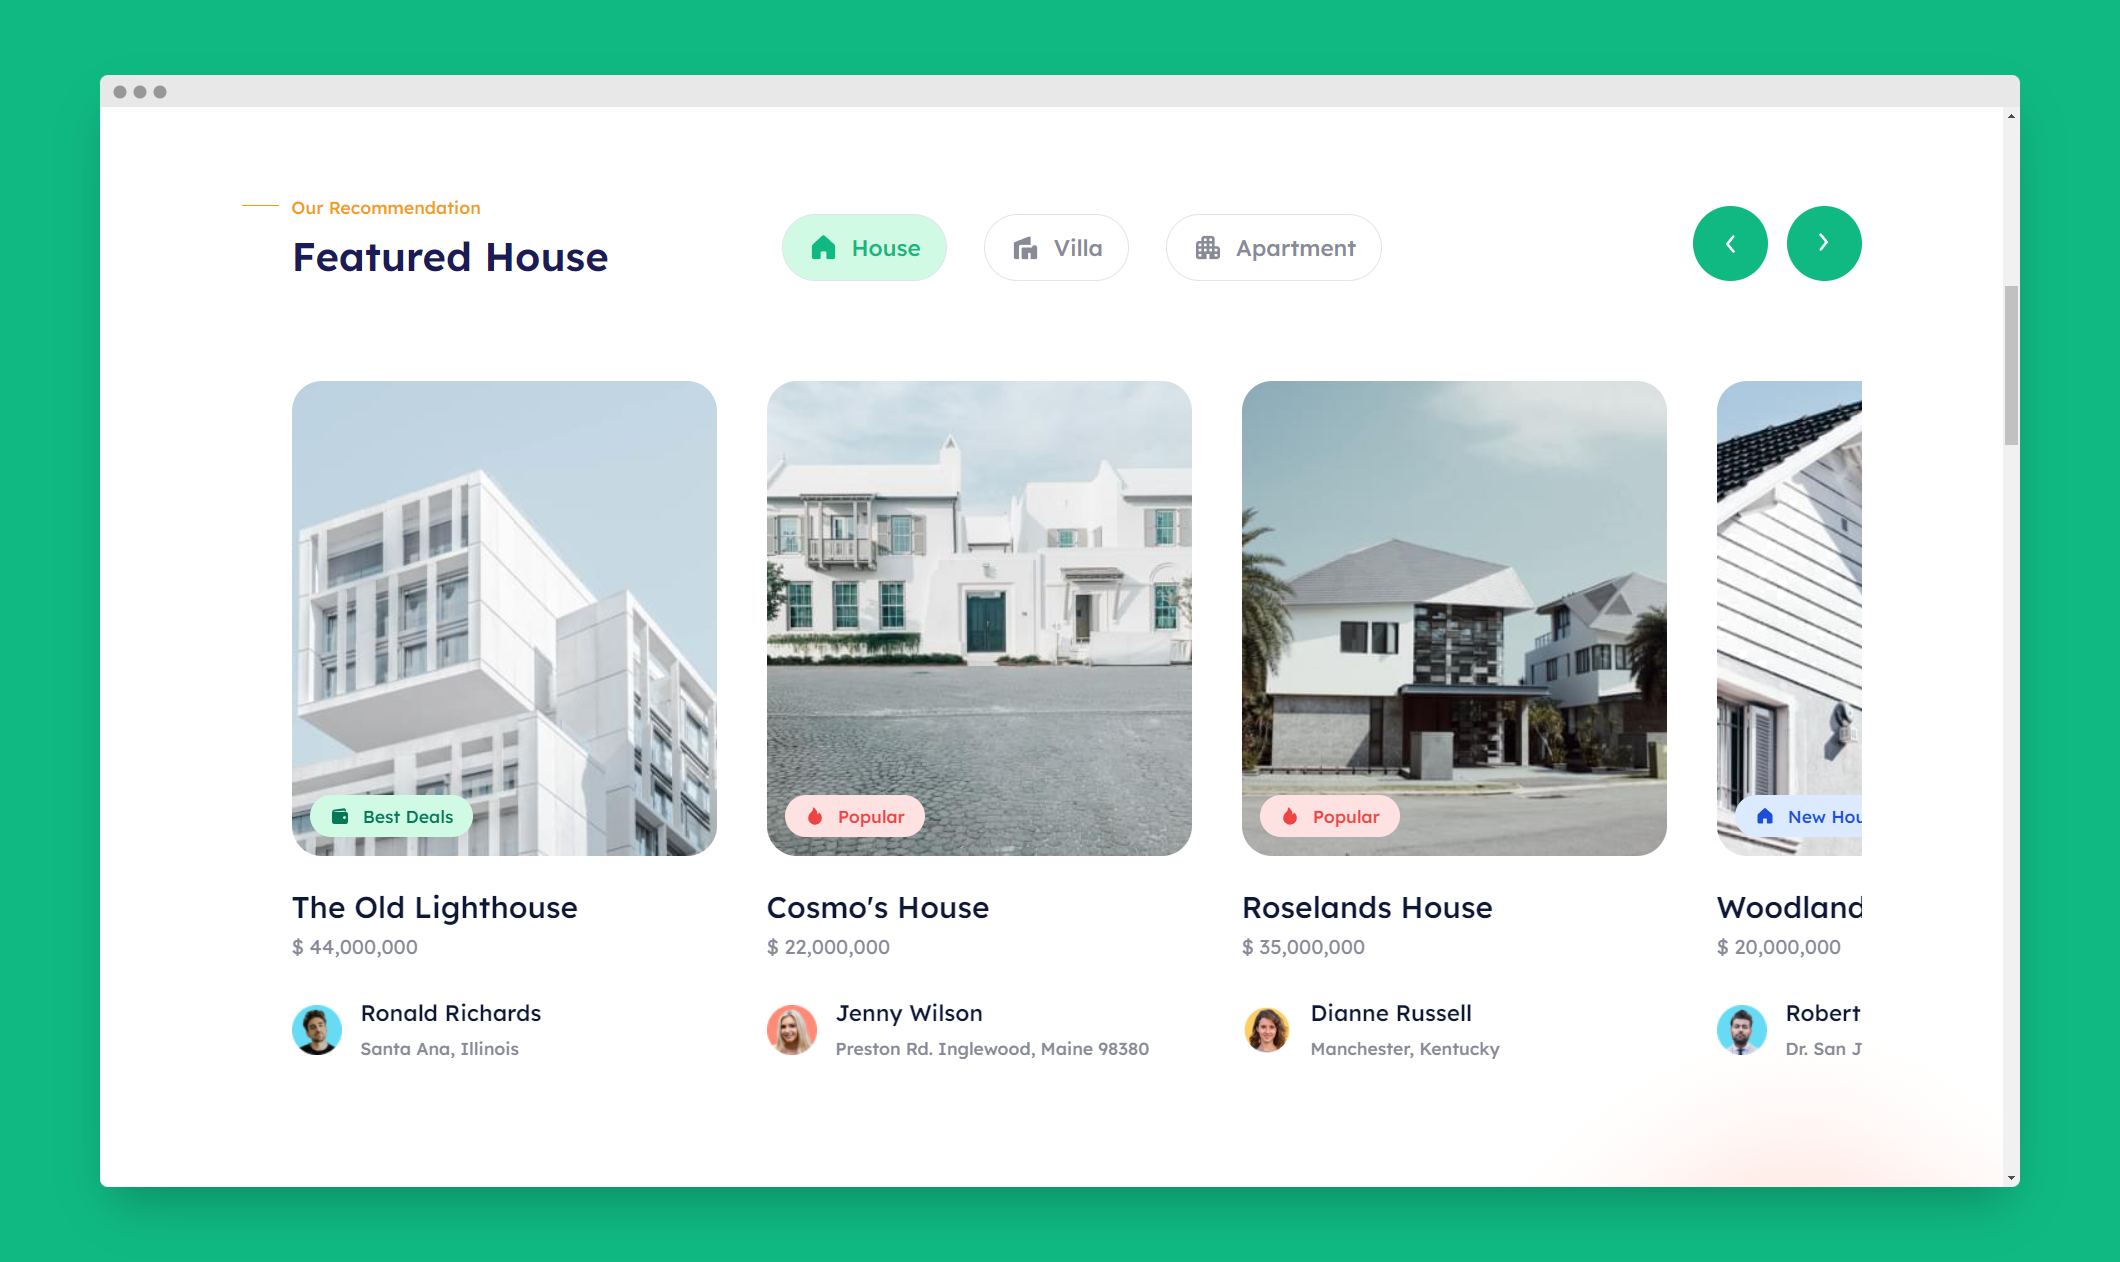 Our Recommendation
Featured House
House
Villa
Apartment
Best Deals
Popular
Popular
New Hou
The Old Lighthouse
$ 44,000,000
Cosmo's House
$ 22,000,000
Roselands House
$ 35,000,000
Woodland
$ 20,000,000
Ronald Richards
Santa Ana, Illinois
Jenny Wilson
Preston Rd. Inglewood, Maine 98380
Dianne Russell
Manchester, Kentucky
Robert
Dr. San J